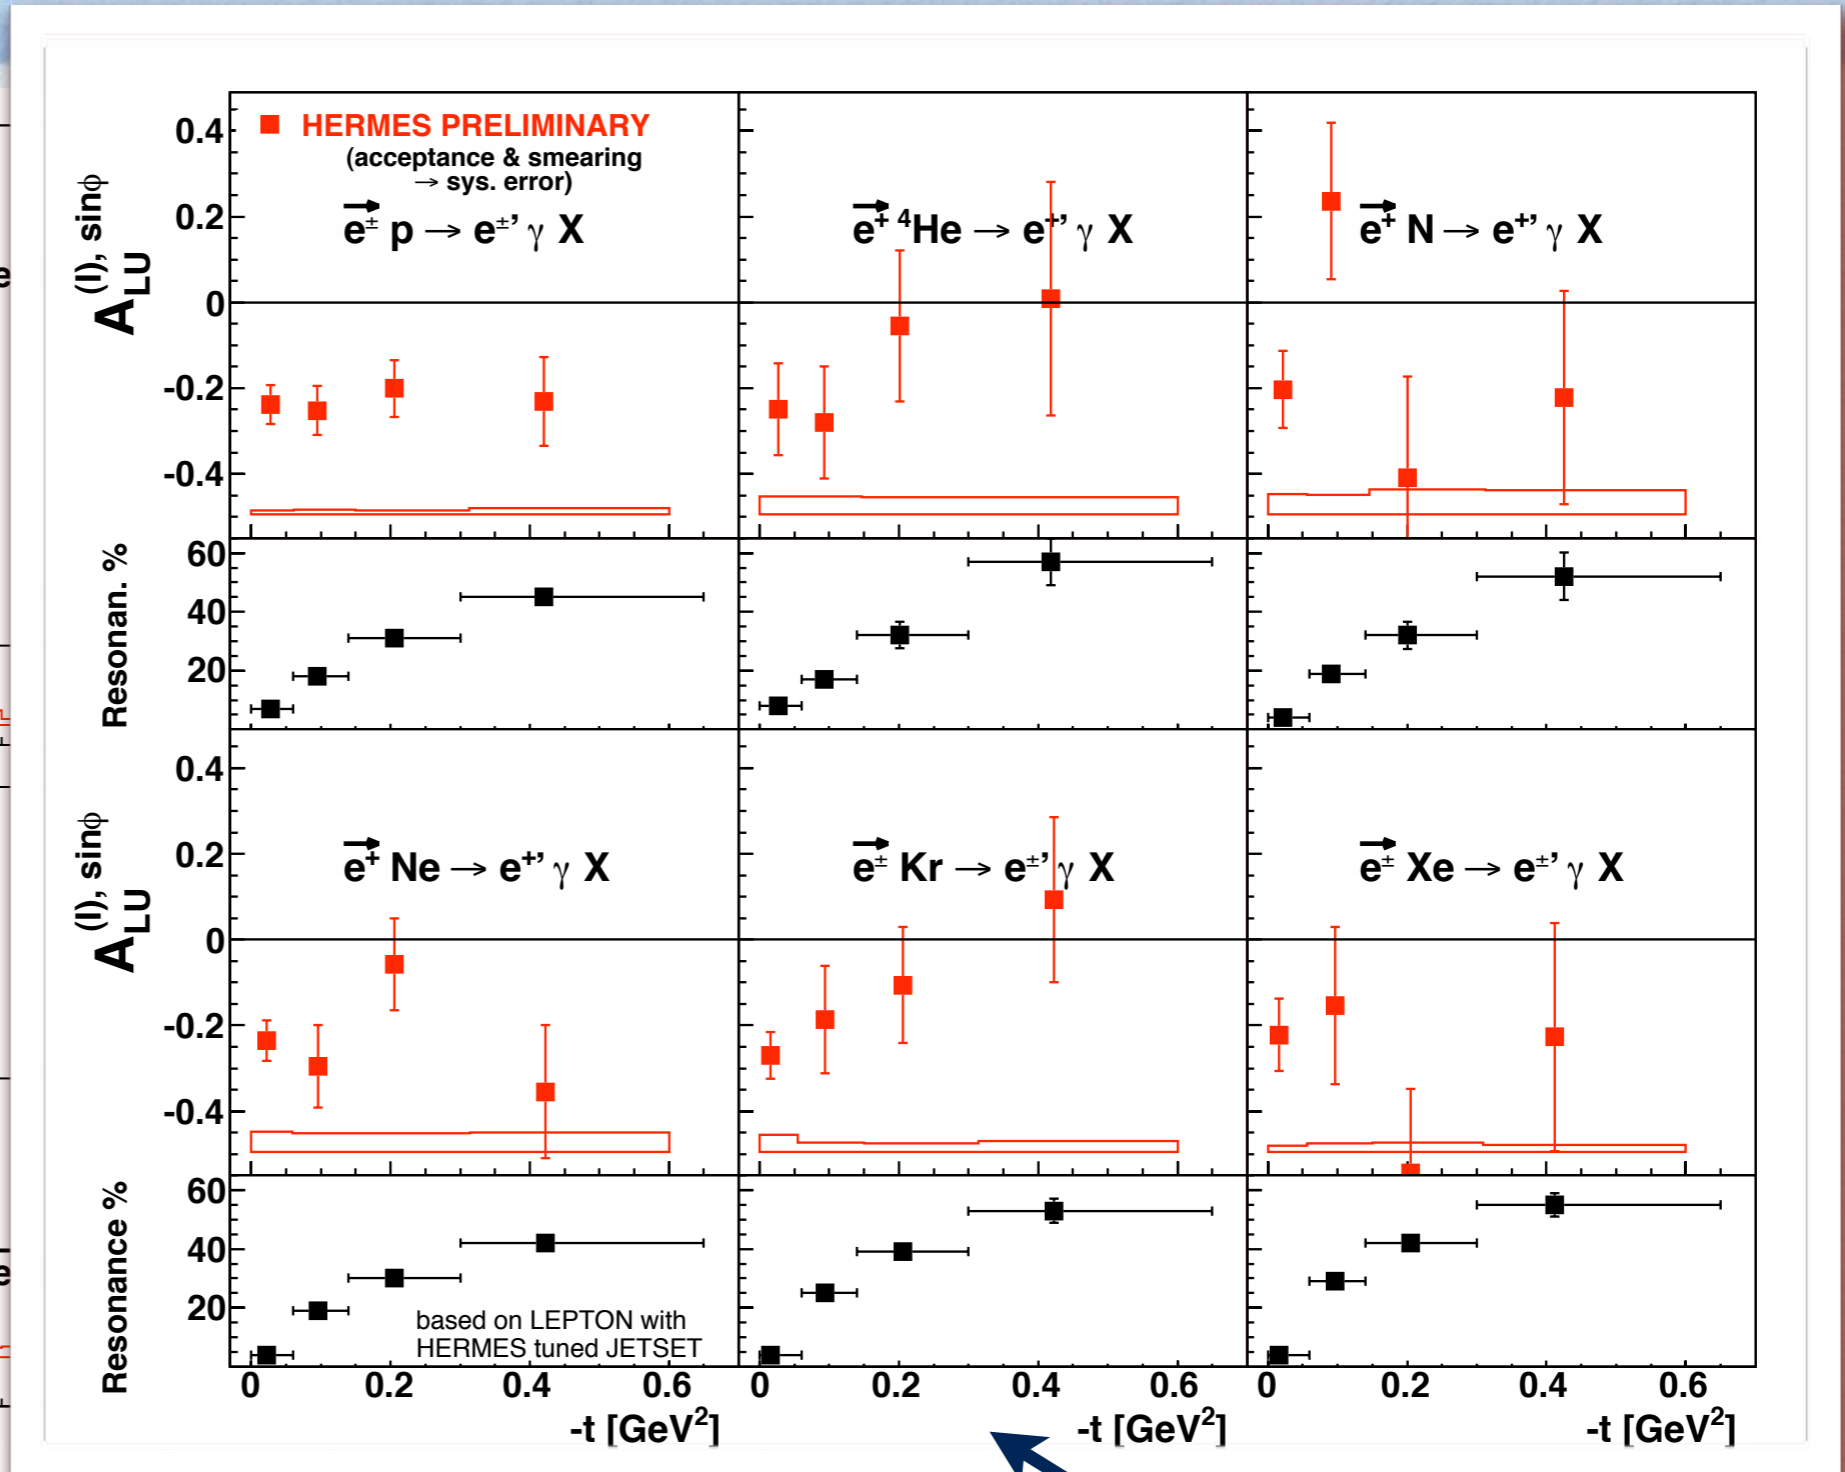 HERMES PRELIMINARY
(acceptance & smearing
→ sys. error)
A_LU^(I), sinϕ
0.4
0.2
0
-0.2
-0.4
e± p → e±’ γ X
e+ 4He → e+’ γ X
e+ N → e+’ γ X
Resonan. %
60
40
20
A_LU^(I), sinϕ
0.4
0.2
0
-0.2
-0.4
e+ Ne → e+’ γ X
e± Kr → e±’ γ X
e± Xe → e±’ γ X
Resonance %
60
40
20
based on LEPTON with
HERMES tuned JETSET
0 0.2 0.4 0.6 0 0.2 0.4 0.6 0 0.2 0.4 0.6
-t [GeV2] -t [GeV2] -t [GeV2]